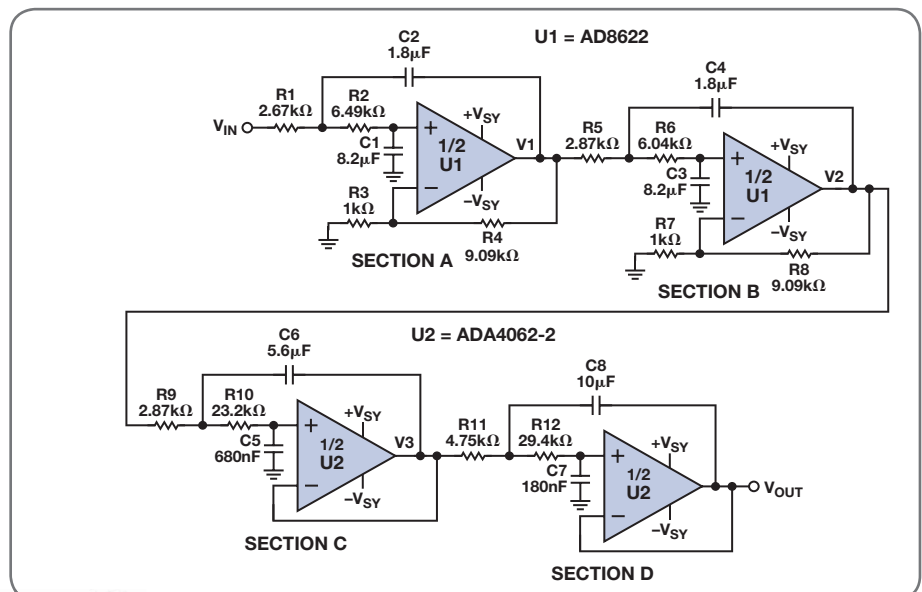 U1 = AD8622
C2
1.8µF
R1
2.67kΩ
R2
6.49kΩ
VIN
C1
8.2µF
+
1/2
U1
–
+VSY
–VSY
V1
R3
1kΩ
R4
9.09kΩ
SECTION A
C4
1.8µF
R5
2.87kΩ
R6
6.04kΩ
C3
8.2µF
+
1/2
U1
–
+VSY
–VSY
V2
R7
1kΩ
R8
9.09kΩ
SECTION B
U2 = ADA4062-2
C6
5.6µF
R9
2.87kΩ
R10
23.2kΩ
C5
680nF
+
1/2
U2
–
+VSY
–VSY
V3
SECTION C
C8
10µF
R11
4.75kΩ
R12
29.4kΩ
C7
180nF
+
1/2
U2
–
+VSY
–VSY
VOUT
SECTION D